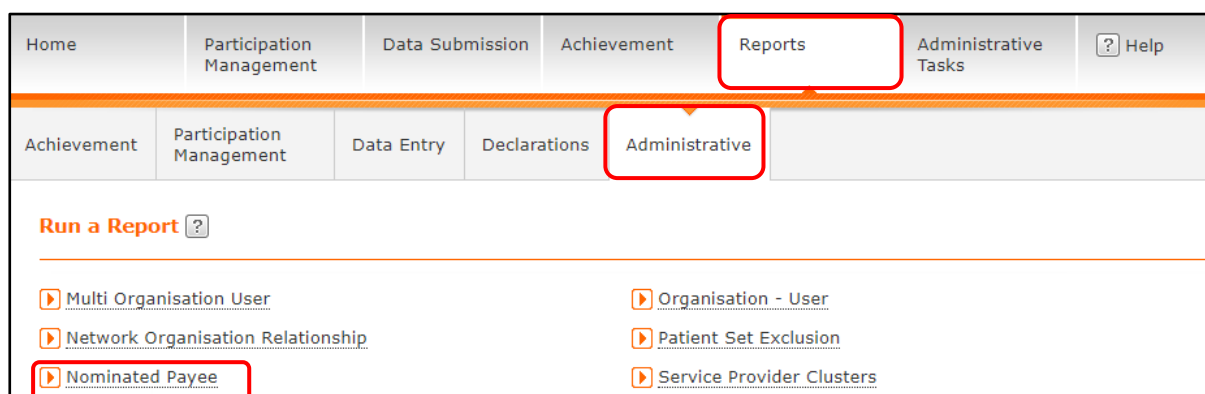 Home
Participation
Management
Data Submission
Achievement
Reports
Administrative
Tasks
? Help
Achievement
Participation
Management
Data Entry
Declarations
Administrative
Run a Report ?
Multi Organisation User
Organisation - User
Network Organisation Relationship
Patient Set Exclusion
Nominated Payee
Service Provider Clusters